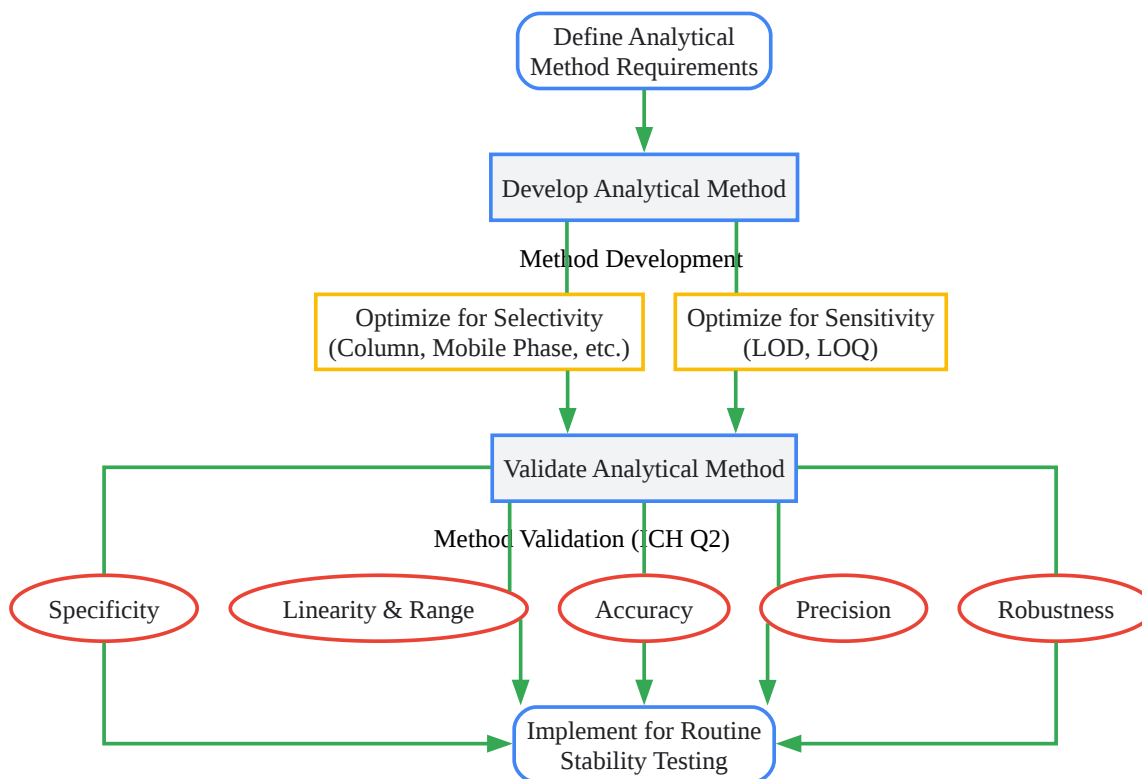 Define Analytical
Method Requirements
Develop Analytical Method
Method Development
Optimize for Selectivity
(Column, Mobile Phase, etc.)
Optimize for Sensitivity
(LOD, LOQ)
Validate Analytical Method
Method Validation (ICH Q2)
Specificity
Linearity & Range
Accuracy
Precision
Robustness
Implement for Routine
Stability Testing